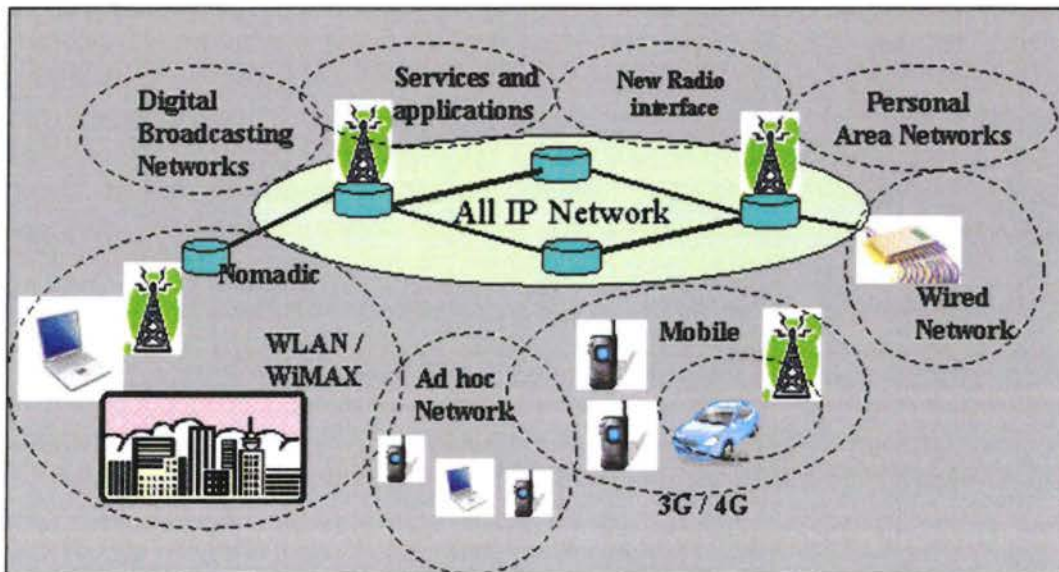 Digital
Broadcasting
Networks
Services and
applications
New Radio
interface
Personal
Area Networks
All IP Network
Nomadic
WLAN /
WiMAX
Ad hoc
Network
Mobile
3G / 4G
Wired
Network